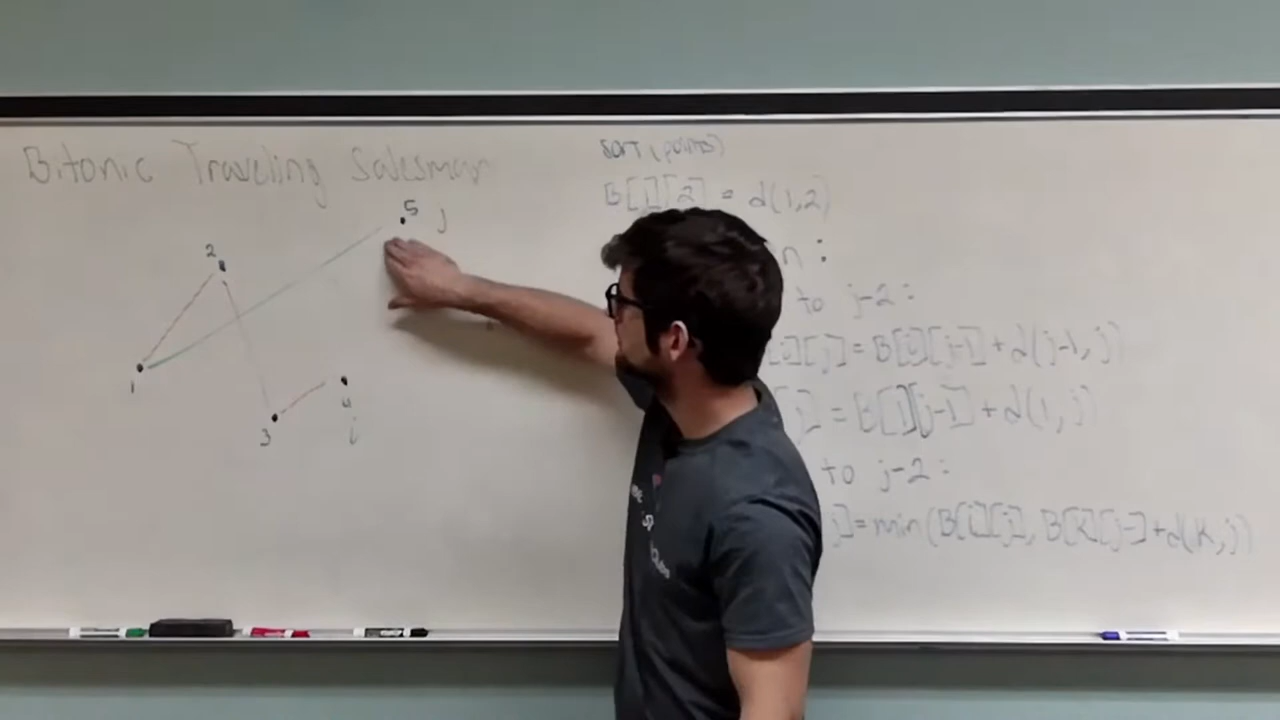 Bitonic Traveling Salesman
5 j
2
1
4
3
i
SORT (POINTS)
B[1][2] = d(1,2)
n :
to j-2:
[i][j] = B[i][j-1] + d(j-1, j)
j] = B[1][j-1] + d(1, j)
to j-2:
j] = min(B[i][j], B[k][j-1] + d(k, j))